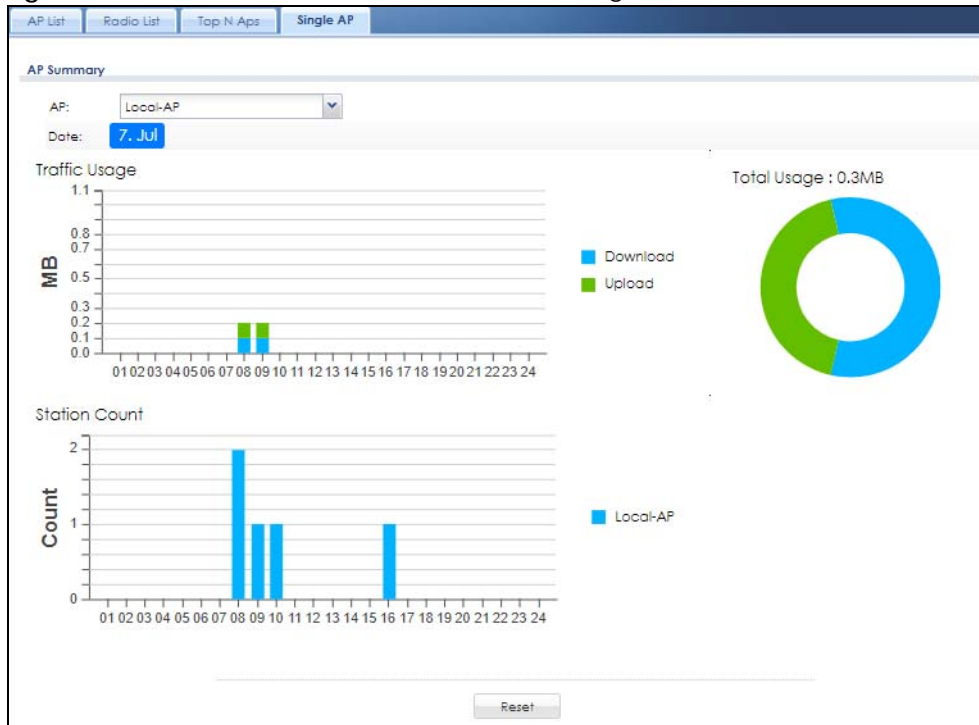 AP List Radio List Top N Aps Single AP
AP Summary
AP: Local-AP
Date: 7. Jul
Traffic Usage
Total Usage : 0.3MB
1.1
0.8
0.7
0.5
0.3
0.2
0.1
0.0
MB
01 02 03 04 05 06 07 08 09 10 11 12 13 14 15 16 17 18 19 20 21 22 23 24
Download
Upload
Station Count
2
1
0
Count
01 02 03 04 05 06 07 08 09 10 11 12 13 14 15 16 17 18 19 20 21 22 23 24
Local-AP
Reset